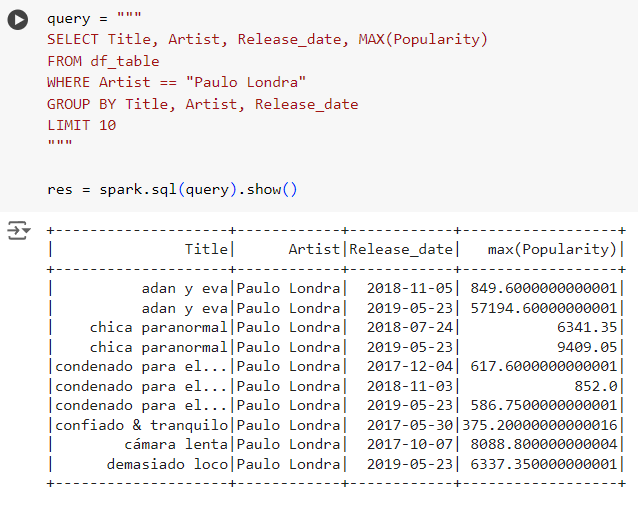 query = """
SELECT Title, Artist, Release_date, MAX(Popularity)
FROM df_table
WHERE Artist == "Paulo Londra"
GROUP BY Title, Artist, Release_date
LIMIT 10
"""
res = spark.sql(query).show()
+--------------------+------------+------------+------------------+
|               Title|      Artist|Release_date|   max(Popularity)|
+--------------------+------------+------------+------------------+
|          adan y eva|Paulo Londra|  2018-11-05| 849.6000000000001|
|          adan y eva|Paulo Londra|  2019-05-23| 57194.60000000001|
|    chica paranormal|Paulo Londra|  2018-07-24|           6341.35|
|    chica paranormal|Paulo Londra|  2019-05-23|           9409.05|
|condenado para el...|Paulo Londra|  2017-12-04| 617.6000000000001|
|condenado para el...|Paulo Londra|  2018-11-03|             852.0|
|condenado para el...|Paulo Londra|  2019-05-23| 586.7500000000001|
|confiado & tranquilo|Paulo Londra|  2017-05-30|375.20000000000016|
|        cámara lenta|Paulo Londra|  2017-10-07| 8088.800000000004|
|      demasiado loco|Paulo Londra|  2019-05-23| 6337.350000000001|
+--------------------+------------+------------+------------------+